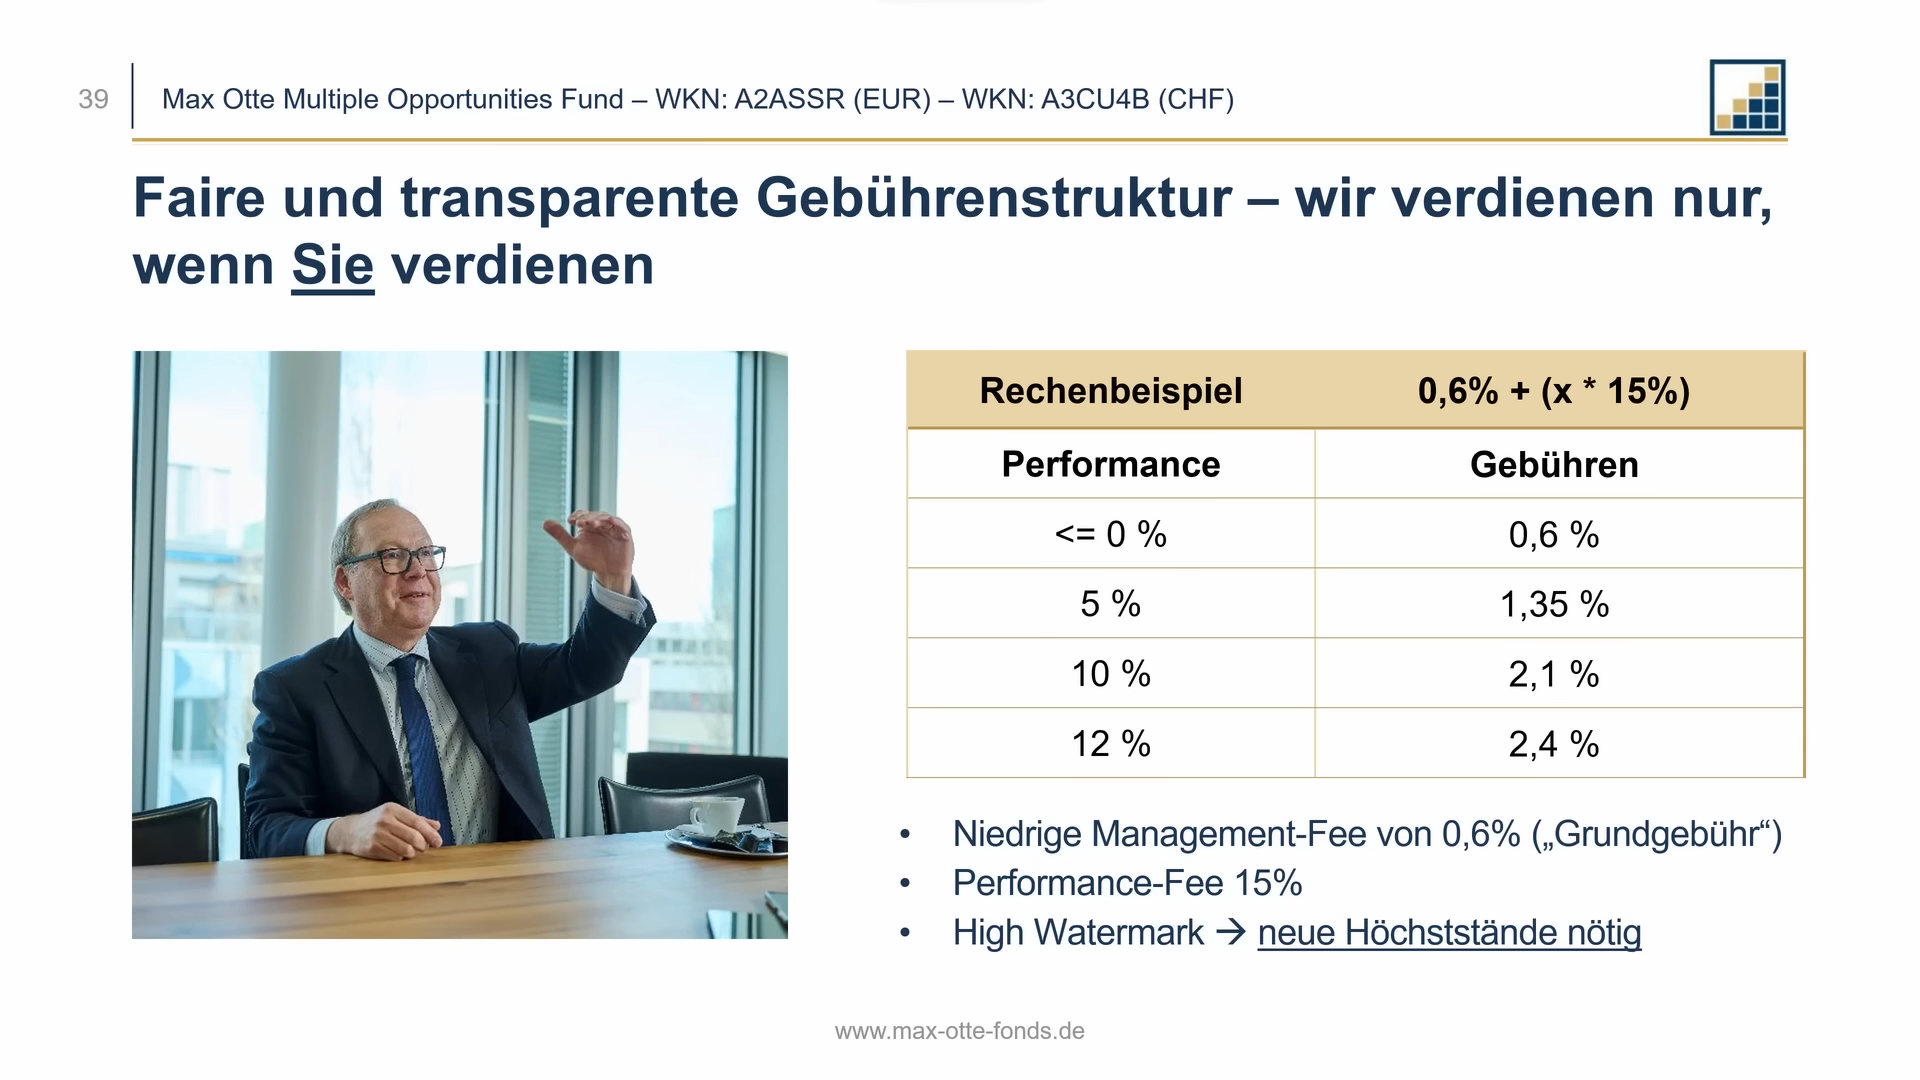 39
Max Otte Multiple Opportunities Fund – WKN: A2ASSR (EUR) – WKN: A3CU4B (CHF)
Faire und transparente Gebührenstruktur – wir verdienen nur,
wenn Sie verdienen
Rechenbeispiel 0,6% + (x * 15%)
Performance Gebühren
<= 0 % 0,6 %
5 % 1,35 %
10 % 2,1 %
12 % 2,4 %
• Niedrige Management-Fee von 0,6% („Grundgebühr“)
• Performance-Fee 15%
• High Watermark → neue Höchststände nötig
www.max-otte-fonds.de